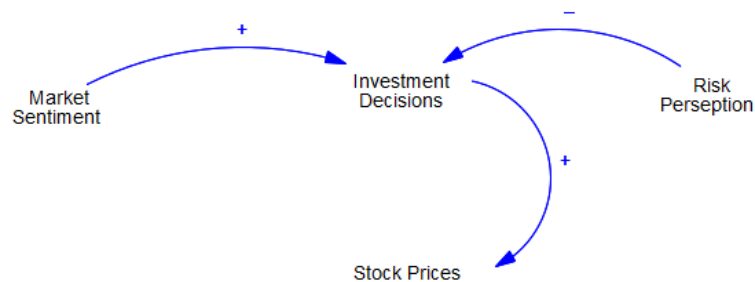 +
−
Market
Sentiment
Investment
Decisions
Risk
Perseption
+
Stock Prices